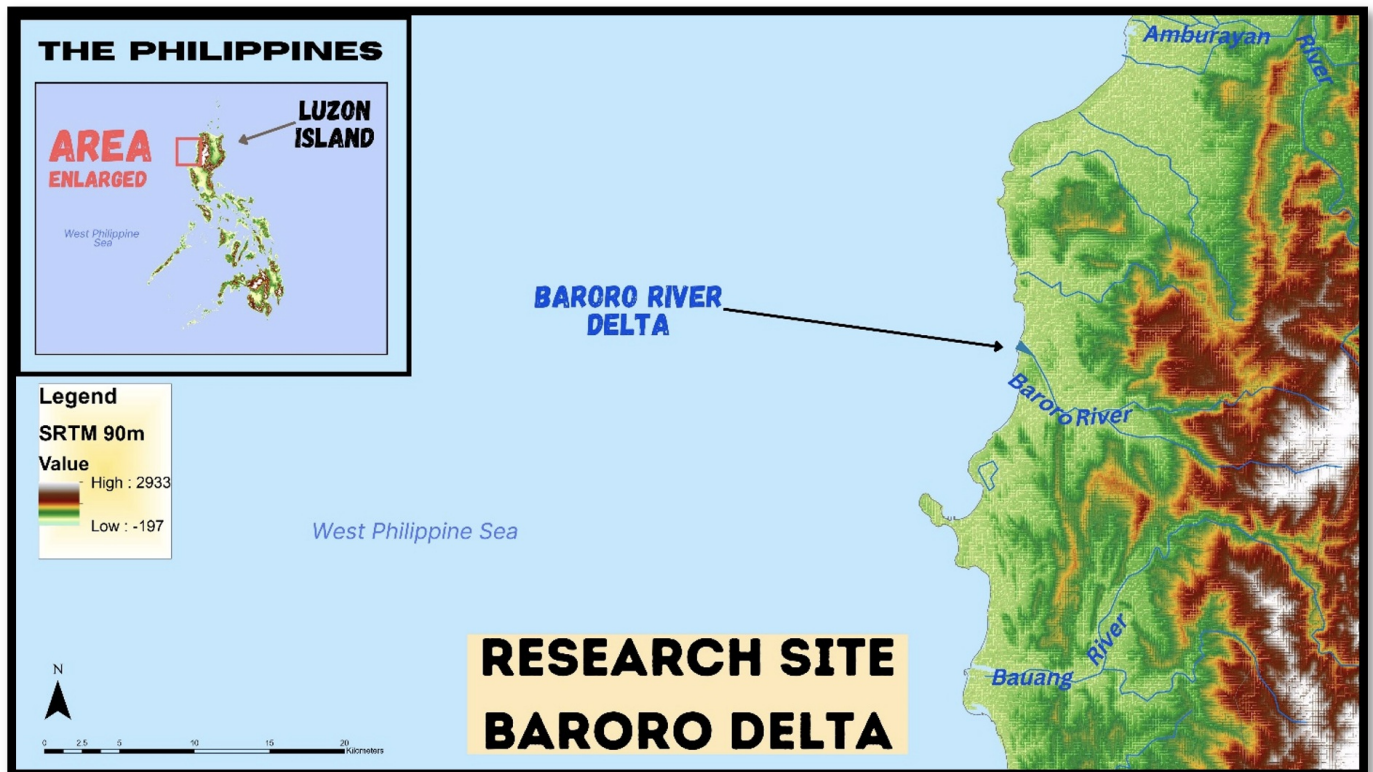 THE PHILIPPINES
LUZON
ISLAND
AREA
ENLARGED
West Philippine
Sea
Amburayan River
BARORO RIVER
DELTA
Baroro River
Legend
SRTM 90m
Value
High : 2933
Low : -197
West Philippine Sea
Bauang River
RESEARCH SITE
BARORO DELTA
N
0 2.5 5 10 15 20
Kilometers